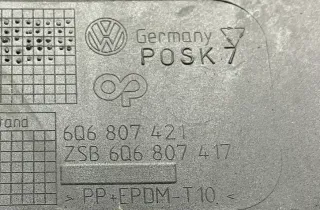 Germany
POSK 7
rand
6Q6 807 421
ZSB 6Q6 807 417
> PP+EPDM-T10 <